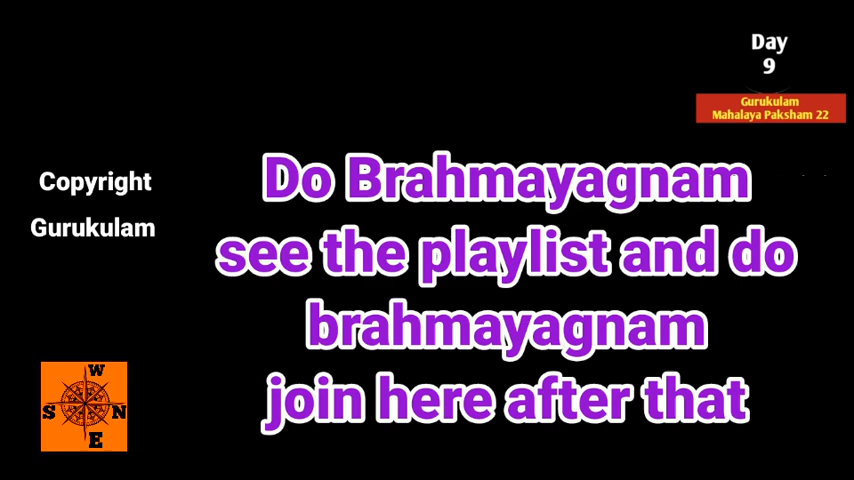 Day
9
Gurukulam
Mahalaya Paksham 22
Copyright
Gurukulam
Do Brahmayagnam
see the playlist and do
brahmayagnam
join here after that
W
S N
E